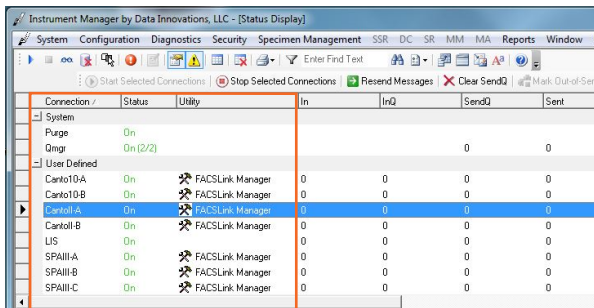 Instrument Manager by Data Innovations, LLC - [Status Display]
System Configuration Diagnostics Security Specimen Management SSR DC SR MM MA Reports Window
Enter Find Text
Start Selected Connections Stop Selected Connections Resend Messages Clear SendQ Mark Out-of-Ser
Connection / Status Utility In InQ SendQ Sent
System
Purge On
Qmgr On (2/2) 0 0
User Defined
Canto10-A On FACSLink Manager 0 0 0 0
Canto10-B On FACSLink Manager 0 0 0 0
CantoII-A On FACSLink Manager 0 0 0 0
CantoII-B On FACSLink Manager 0 0 0 0
LIS On 0 0 0 0
SPAIII-A On FACSLink Manager 0 0 0 0
SPAIII-B On FACSLink Manager 0 0 0 0
SPAIII-C On FACSLink Manager 0 0 0 0